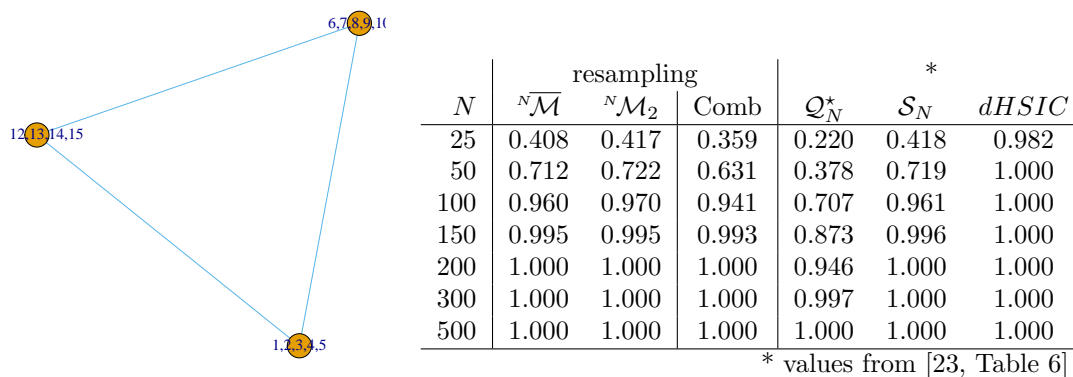 6,7,8,9,10
12,13,14,15
1,2,3,4,5
resampling *
N ᴺM̅ ᴺM₂ Comb Q*_N S_N dHSIC
25 0.408 0.417 0.359 0.220 0.418 0.982
50 0.712 0.722 0.631 0.378 0.719 1.000
100 0.960 0.970 0.941 0.707 0.961 1.000
150 0.995 0.995 0.993 0.873 0.996 1.000
200 1.000 1.000 1.000 0.946 1.000 1.000
300 1.000 1.000 1.000 0.997 1.000 1.000
500 1.000 1.000 1.000 1.000 1.000 1.000
* values from [23, Table 6]